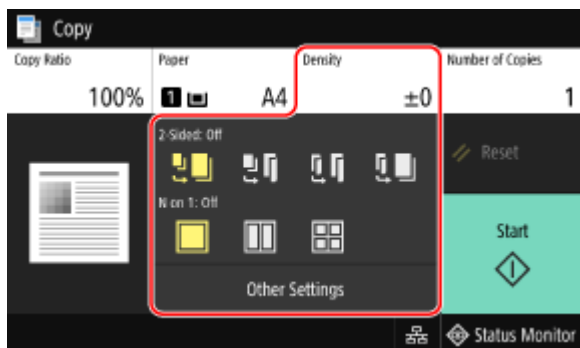 Copy
Copy Ratio
100%
Paper
1 A4
Density
±0
Number of Copies
1
2-Sided: Off
N on 1: Off
Other Settings
Reset
Start
Status Monitor